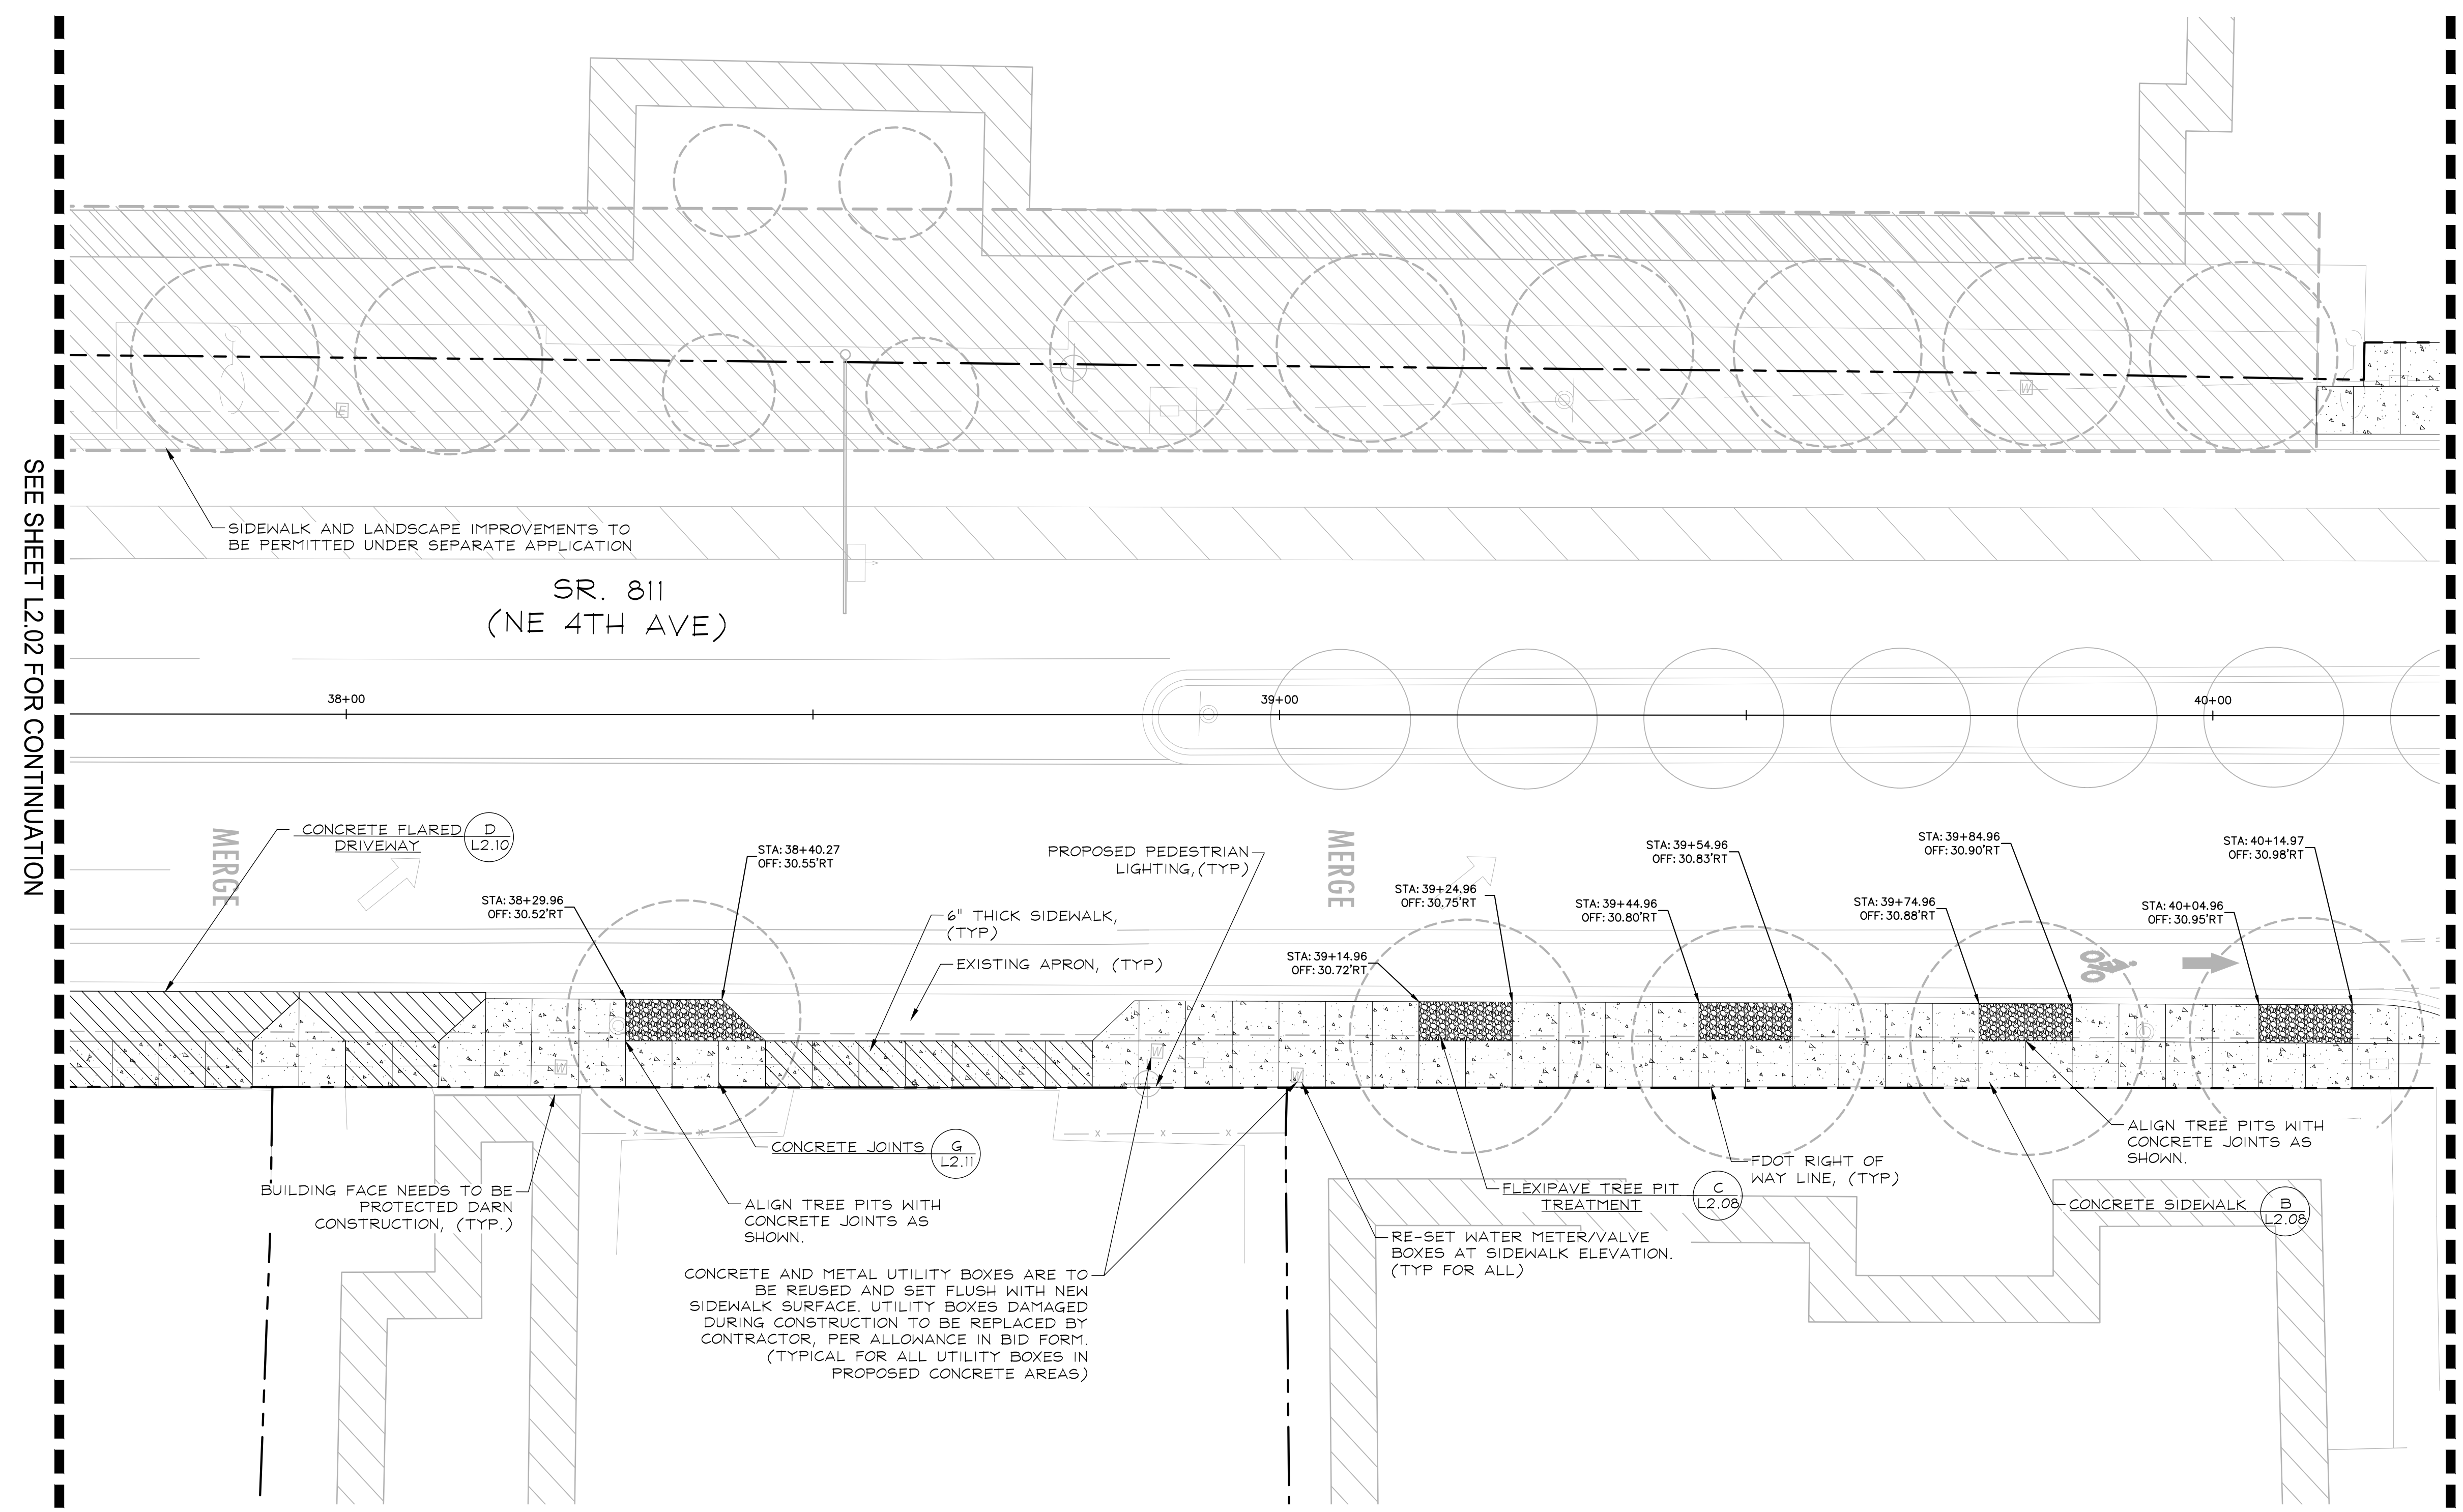 SEE SHEET L2.02 FOR CONTINUATION
E
W
SIDEWALK AND LANDSCAPE IMPROVEMENTS TO
BE PERMITTED UNDER SEPARATE APPLICATION
SR. 811
(NE 4TH AVE)
38+00
39+00
40+00
CONCRETE FLARED
DRIVEWAY
D
L2.10
MERGE
STA: 38+29.96
OFF: 30.52'RT
STA: 38+40.27
OFF: 30.55'RT
6" THICK SIDEWALK,
(TYP)
EXISTING APRON, (TYP)
PROPOSED PEDESTRIAN
LIGHTING,(TYP)
MERGE
STA: 39+14.96
OFF: 30.72'RT
STA: 39+24.96
OFF: 30.75'RT
STA: 39+44.96
OFF: 30.80'RT
STA: 39+54.96
OFF: 30.83'RT
STA: 39+74.96
OFF: 30.88'RT
STA: 39+84.96
OFF: 30.90'RT
STA: 40+04.96
OFF: 30.95'RT
STA: 40+14.97
OFF: 30.98'RT
W
W
W
x
x
x
x
x
BUILDING FACE NEEDS TO BE
PROTECTED DARN
CONSTRUCTION, (TYP.)
CONCRETE JOINTS
G
L2.11
ALIGN TREE PITS WITH
CONCRETE JOINTS AS
SHOWN.
CONCRETE AND METAL UTILITY BOXES ARE TO
BE REUSED AND SET FLUSH WITH NEW
SIDEWALK SURFACE. UTILITY BOXES DAMAGED
DURING CONSTRUCTION TO BE REPLACED BY
CONTRACTOR, PER ALLOWANCE IN BID FORM.
(TYPICAL FOR ALL UTILITY BOXES IN
PROPOSED CONCRETE AREAS)
FLEXIPAVE TREE PIT
TREATMENT
C
L2.08
RE-SET WATER METER/VALVE
BOXES AT SIDEWALK ELEVATION.
(TYP FOR ALL)
FDOT RIGHT OF
WAY LINE, (TYP)
CONCRETE SIDEWALK
B
L2.08
ALIGN TREE PITS WITH
CONCRETE JOINTS AS
SHOWN.